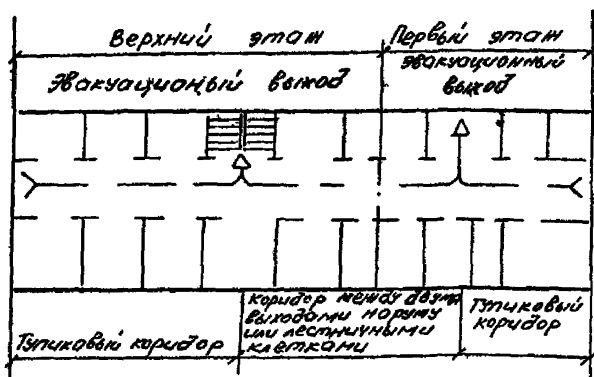 Верхний этаж
Первый этаж
Эвакуационый выход
эвакуационный
выход
Тупиковый коридор
коридор между двумя
выходами наружу
или лестничными
клетками
Тупиковый
коридор